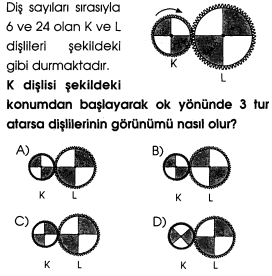 Diş sayıları sırasıyla
6 ve 24 olan K ve L
dişlileri şekildeki
gibi durmaktadır.
K
L
K dişlisi şekildeki
konumdan başlayarak ok yönünde 3 tur
atarsa dişlilerinin görünümü nasıl olur?
A)
B)
K L
K L
C)
D)
K L
K L